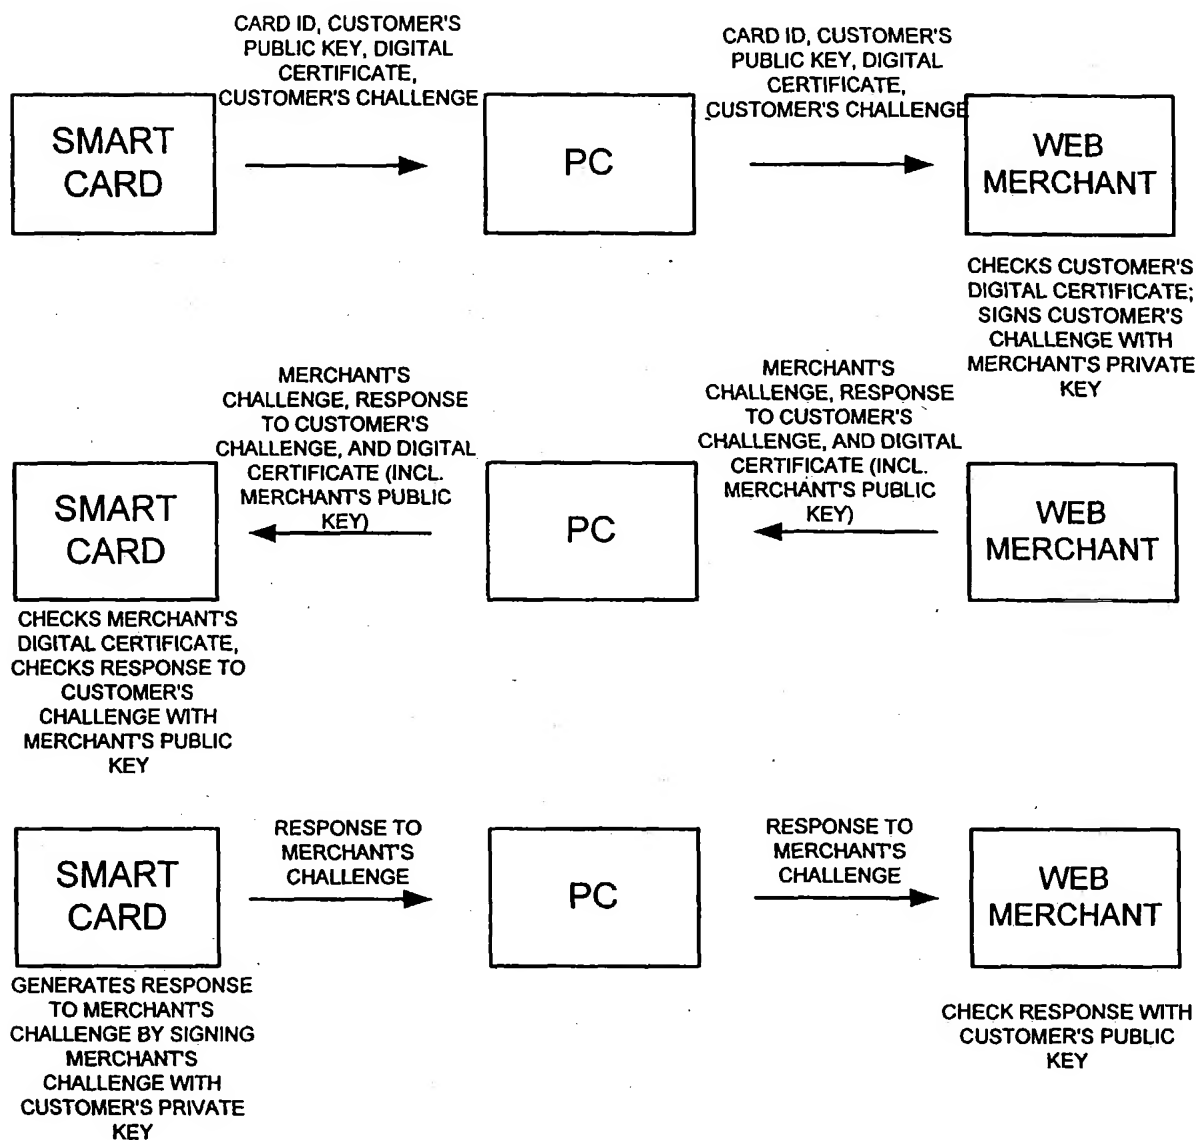 CARD ID, CUSTOMER'S
PUBLIC KEY, DIGITAL
CERTIFICATE,
CUSTOMER'S CHALLENGE
CARD ID, CUSTOMER'S
PUBLIC KEY, DIGITAL
CERTIFICATE,
CUSTOMER'S CHALLENGE
SMART
CARD
PC
WEB
MERCHANT
CHECKS CUSTOMER'S
DIGITAL CERTIFICATE;
SIGNS CUSTOMER'S
CHALLENGE WITH
MERCHANT'S PRIVATE
KEY
MERCHANT'S
CHALLENGE, RESPONSE
TO CUSTOMER'S
CHALLENGE, AND DIGITAL
CERTIFICATE (INCL.
MERCHANT'S PUBLIC
KEY)
MERCHANT'S
CHALLENGE, RESPONSE
TO CUSTOMER'S
CHALLENGE, AND DIGITAL
CERTIFICATE (INCL.
MERCHANT'S PUBLIC
KEY)
SMART
CARD
PC
WEB
MERCHANT
CHECKS MERCHANT'S
DIGITAL CERTIFICATE,
CHECKS RESPONSE TO
CUSTOMER'S
CHALLENGE WITH
MERCHANT'S PUBLIC
KEY
RESPONSE TO
MERCHANT'S
CHALLENGE
RESPONSE TO
MERCHANT'S
CHALLENGE
SMART
CARD
PC
WEB
MERCHANT
GENERATES RESPONSE
TO MERCHANT'S
CHALLENGE BY SIGNING
MERCHANT'S
CHALLENGE WITH
CUSTOMER'S PRIVATE
KEY
CHECK RESPONSE WITH
CUSTOMER'S PUBLIC
KEY